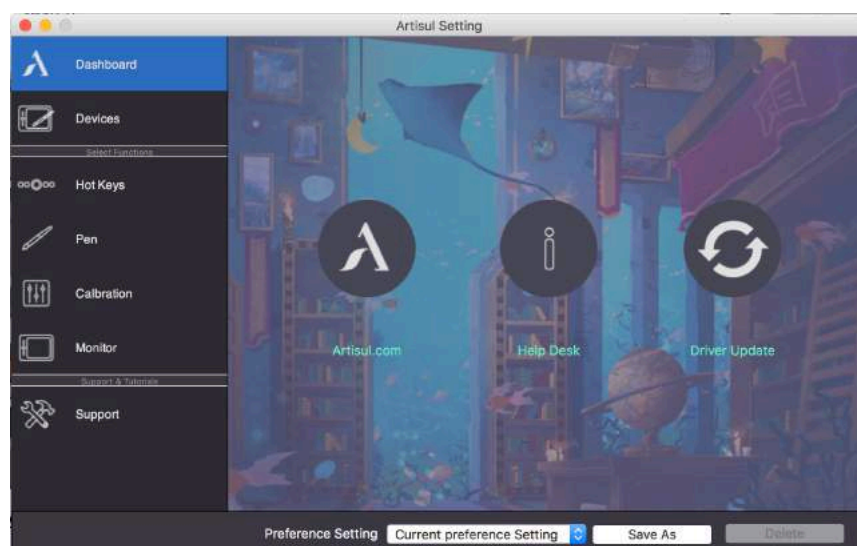 Artisul Setting
Dashboard
Devices
Select Functions
Hot Keys
Pen
Calbration
Monitor
Support & Tutorials
Support
Artisul.com
Help Desk
Driver Update
Preference Setting Current preference Setting Save As Delete